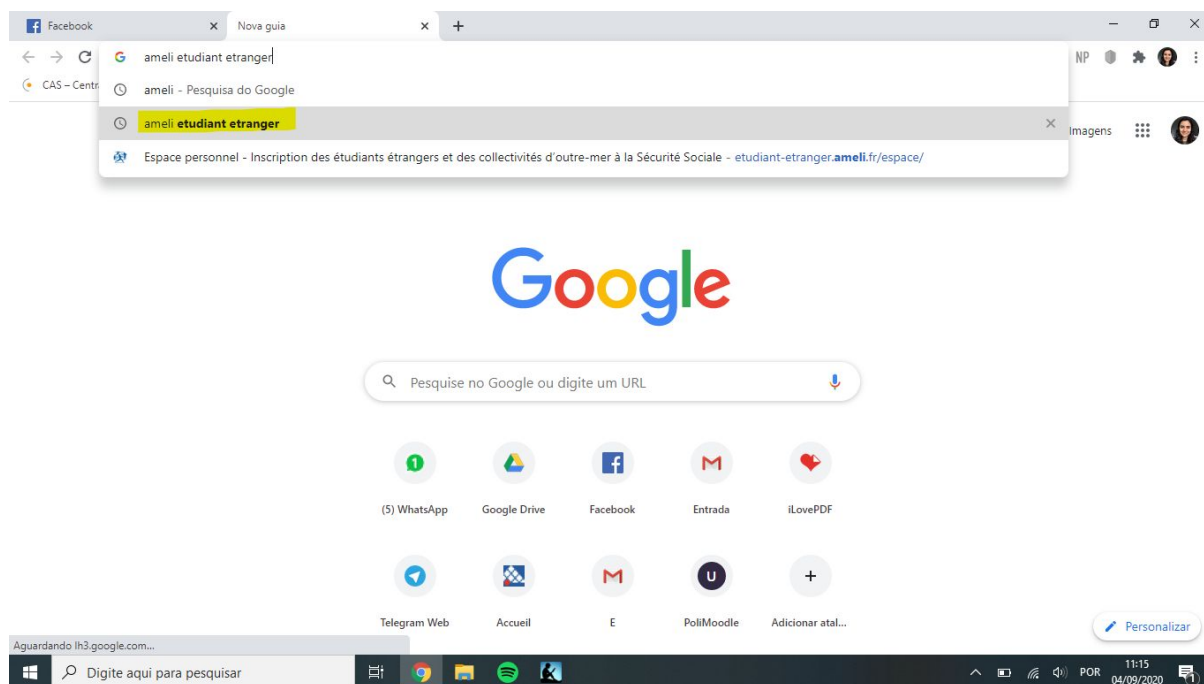 Facebook
Nova guia
ameli etudiant etranger
NP
CAS – Centr
ameli - Pesquisa do Google
ameli etudiant etranger
Imagens
Espace personnel - Inscription des étudiants étrangers et des collectivités d'outre-mer à la Sécurité Sociale - etudiant-etranger.ameli.fr/espace/
Google
Pesquise no Google ou digite um URL
1
(5) WhatsApp Google Drive Facebook Entrada iLovePDF
U
Telegram Web Accueil E PoliMoodle Adicionar atal...
Personalizar
Aguardando lh3.google.com...
Digite aqui para pesquisar
POR
11:15
04/09/2020
1